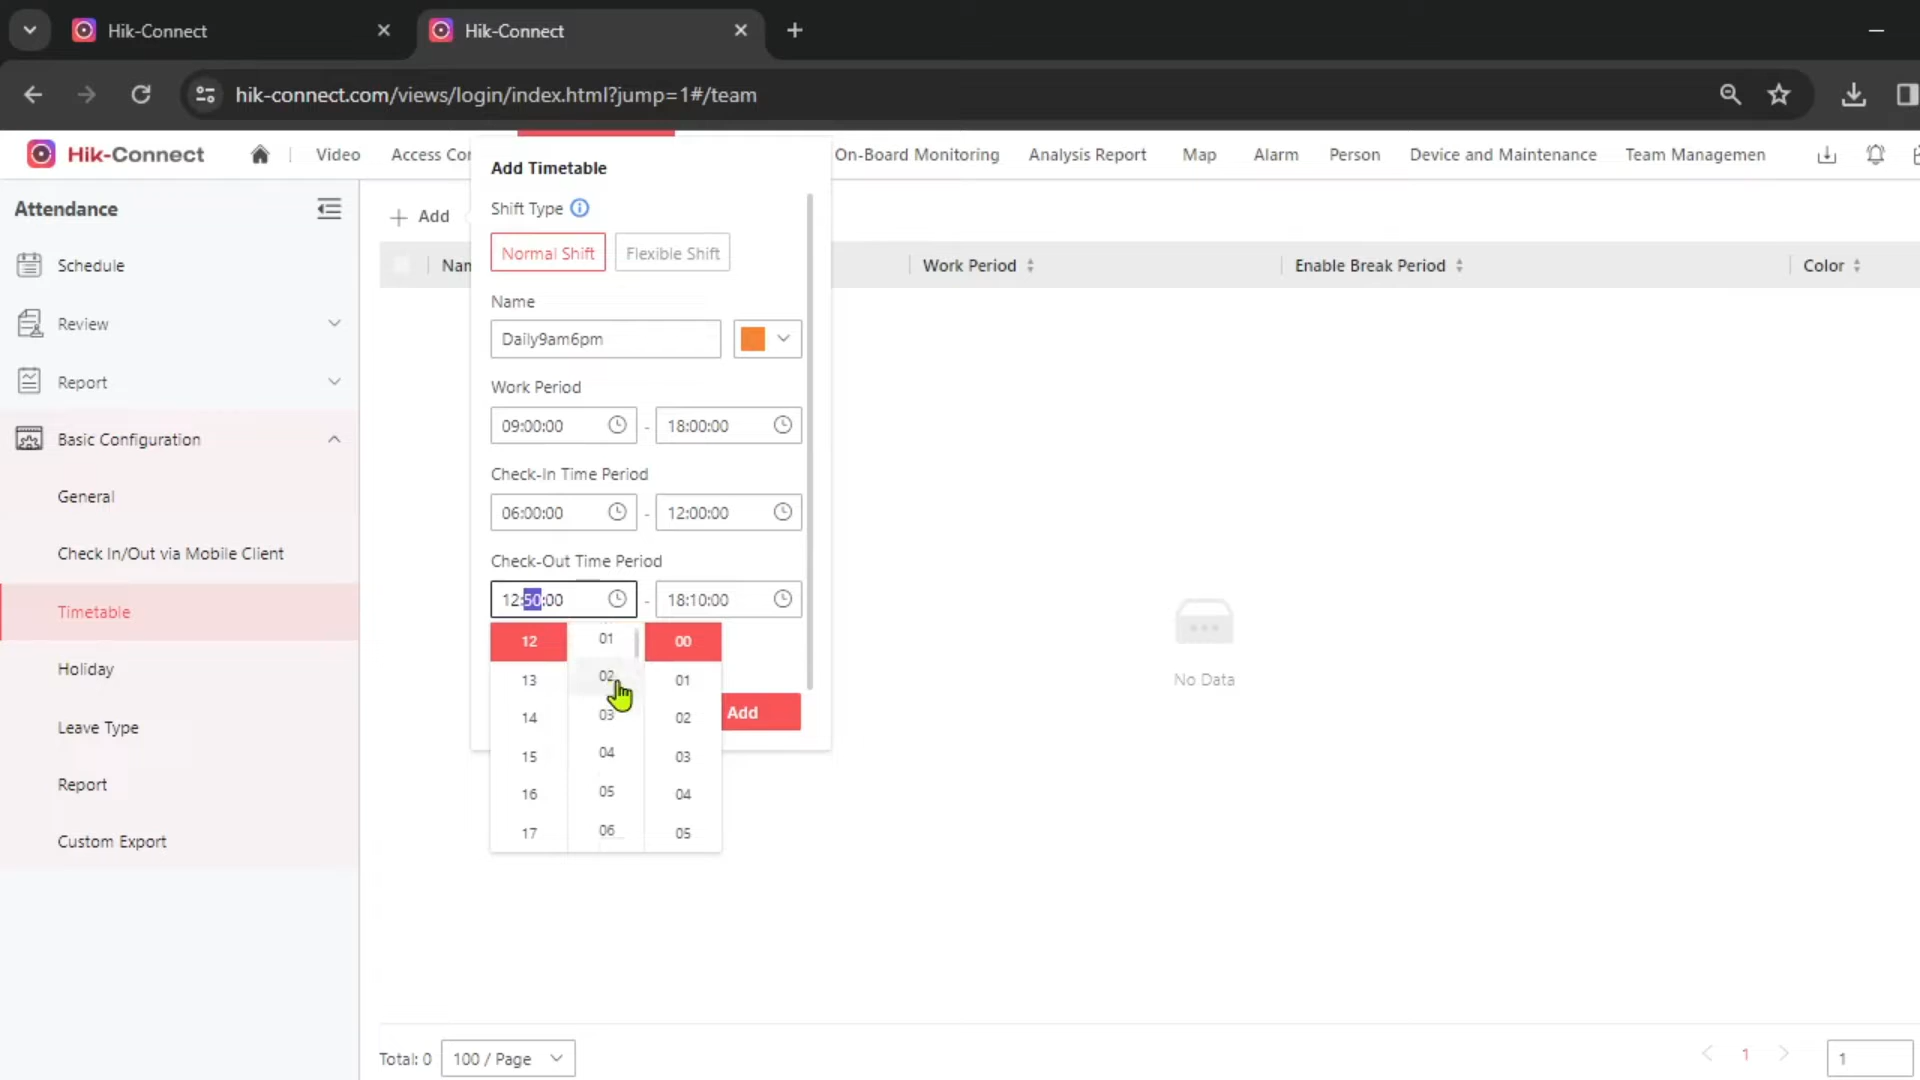 Hik-Connect
Hik-Connect
hik-connect.com/views/login/index.html?jump=1#/team
Hik-Connect
Video
Access Co
On-Board Monitoring
Analysis Report
Map
Alarm
Person
Device and Maintenance
Team Managemen
Attendance
Schedule
Review
Report
Basic Configuration
General
Check In/Out via Mobile Client
Timetable
Holiday
Leave Type
Report
Custom Export
Add
Nam
Work Period
Enable Break Period
Color
Add Timetable
Shift Type
Normal Shift Flexible Shift
Name
Daily9am6pm
Work Period
09:00:00 - 18:00:00
Check-In Time Period
06:00:00 - 12:00:00
Check-Out Time Period
12:50:00 - 18:10:00
12 01 00
13 02 01
14 03 02
15 04 03
16 05 04
17 06 05
Add
No Data
Total: 0 100 / Page
1
1